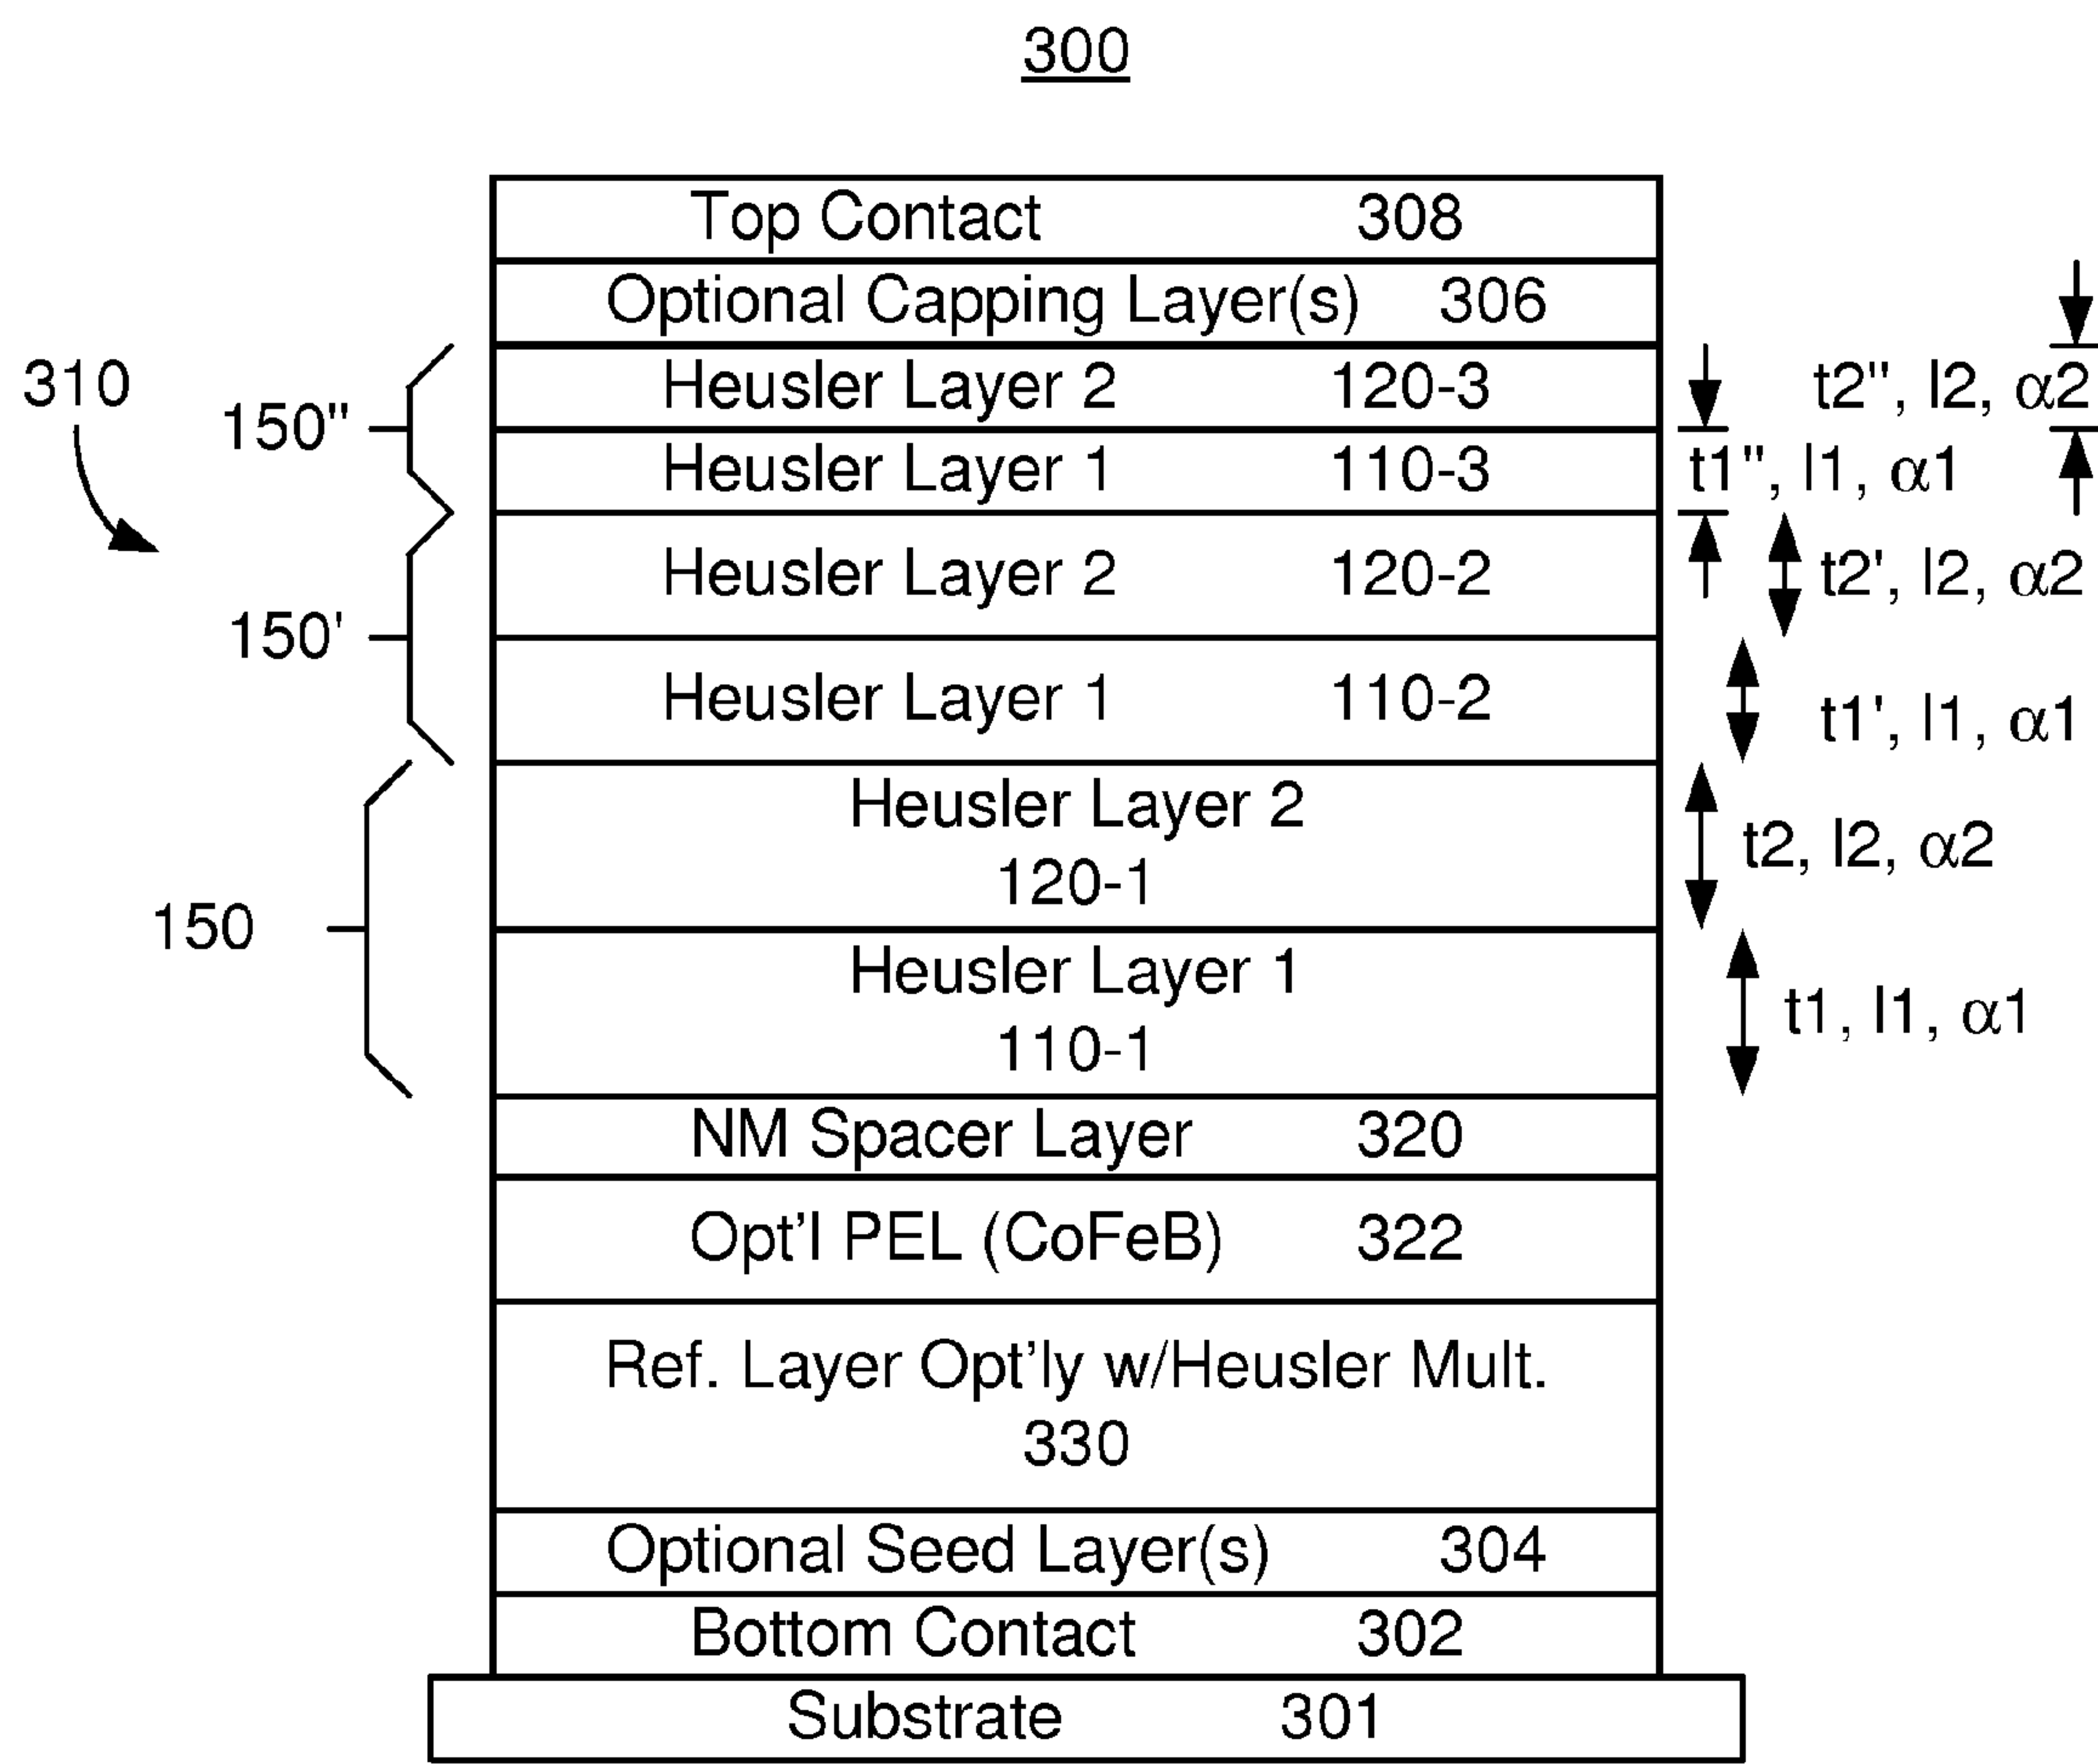 300
Top Contact 308
Optional Capping Layer(s) 306
310
150"
Heusler Layer 2 120-3
t2", l2, α2
Heusler Layer 1 110-3
t1", l1, α1
150'
Heusler Layer 2 120-2
t2', l2, α2
Heusler Layer 1 110-2
t1', l1, α1
150
Heusler Layer 2
120-1
t2, l2, α2
Heusler Layer 1
110-1
t1, l1, α1
NM Spacer Layer 320
Opt'l PEL (CoFeB) 322
Ref. Layer Opt'ly w/Heusler Mult.
330
Optional Seed Layer(s) 304
Bottom Contact 302
Substrate 301